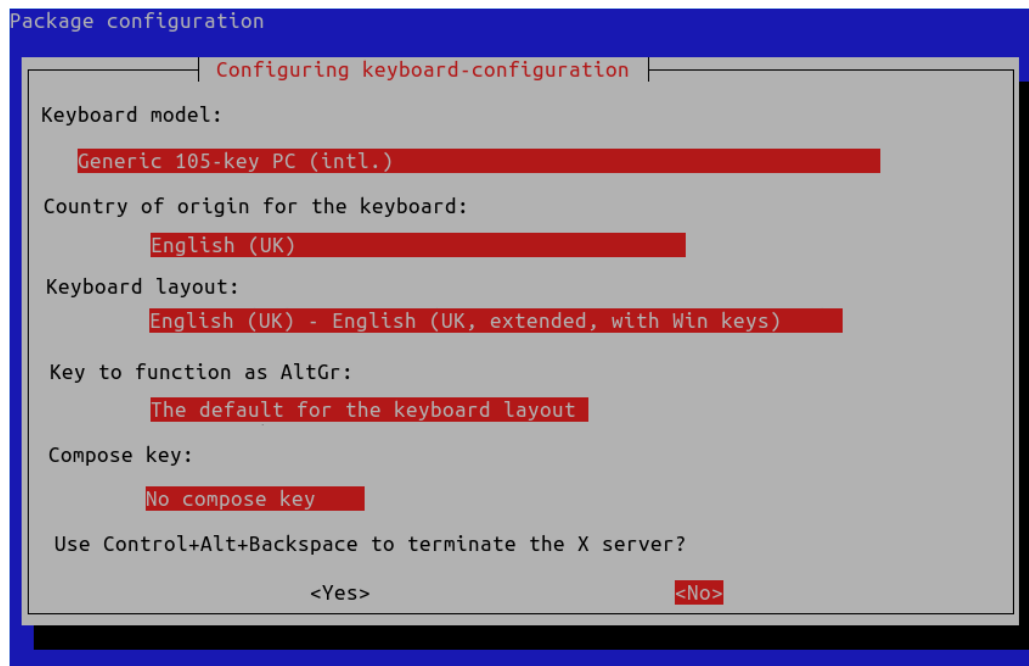 Package configuration
Configuring keyboard-configuration
Keyboard model:
Generic 105-key PC (intl.)
Country of origin for the keyboard:
English (UK)
Keyboard layout:
English (UK) - English (UK, extended, with Win keys)
Key to function as AltGr:
The default for the keyboard layout
Compose key:
No compose key
Use Control+Alt+Backspace to terminate the X server?
<Yes> <No>